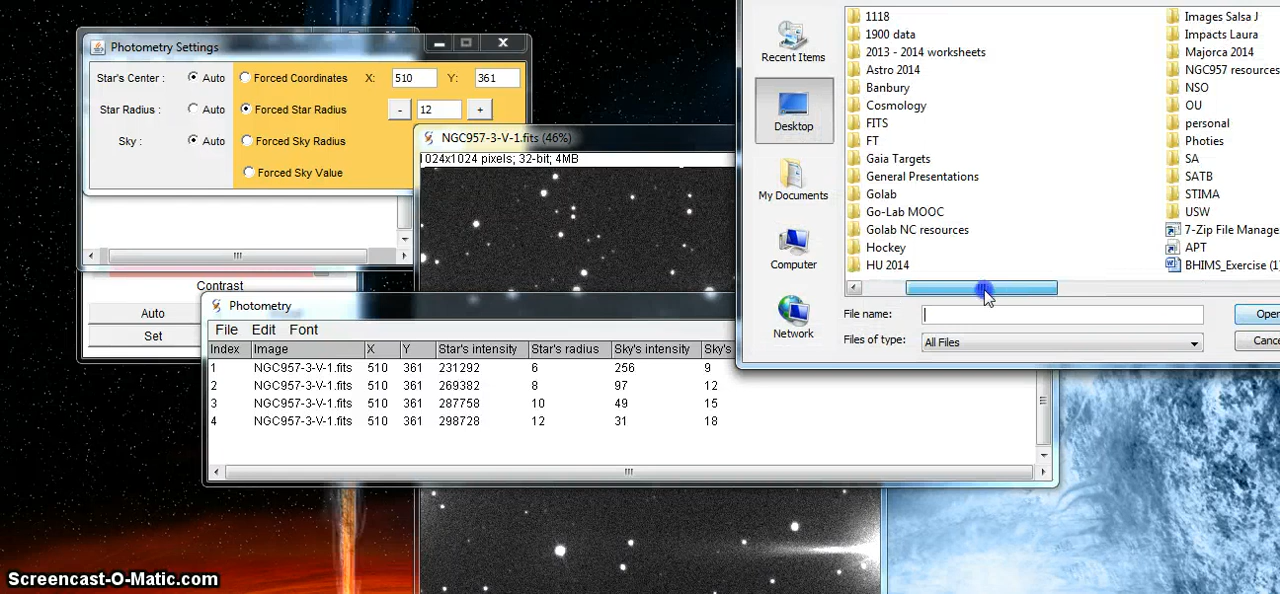 Photometry Settings
Star's Center : Auto Forced Coordinates X: 510 Y: 361
Star Radius : Auto Forced Star Radius - 12 +
Sky : Auto Forced Sky Radius
Forced Sky Value
NGC957-3-V-1.fits (46%)
1024x1024 pixels; 32-bit; 4MB
Contrast
Auto
Set
Photometry
File Edit Font
Index Image X Y Star's intensity Star's radius Sky's intensity Sky's
1 NGC957-3-V-1.fits 510 361 231292 6 256 9
2 NGC957-3-V-1.fits 510 361 269382 8 97 12
3 NGC957-3-V-1.fits 510 361 287758 10 49 15
4 NGC957-3-V-1.fits 510 361 298728 12 31 18
Recent Items
Desktop
My Documents
Computer
Network
1118
1900 data
2013 - 2014 worksheets
Astro 2014
Banbury
Cosmology
FITS
FT
Gaia Targets
General Presentations
Golab
Go-Lab MOOC
Golab NC resources
Hockey
HU 2014
Images Salsa J
Impacts Laura
Majorca 2014
NGC957 resources
NSO
OU
personal
Photies
SA
SATB
STIMA
USW
7-Zip File Manage
APT
BHIMS_Exercise (1
File name: Open
Files of type: All Files Cance
Screencast-O-Matic.com